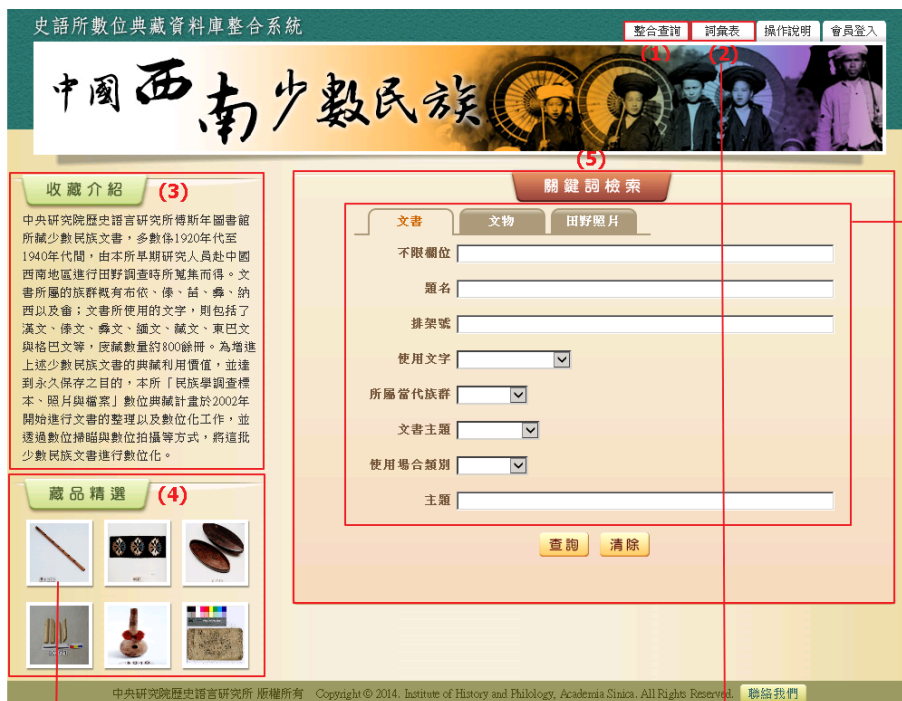 史語所數位典藏資料庫整合系統
整合查詢 詞彙表 操作說明 會員登入
(1) (2)
中國西南少數民族
(5)
收藏介紹 (3)
關鍵詞檢索
中央研究院歷史語言研究所傅斯年圖書館
所藏少數民族文書，多數係1920年代至
1940年代間，由本所早期研究人員赴中國
西南地區進行田野調查時所蒐集而得。文
書所屬的族群概有布依、傣、苗、彝、納
西以及畲；文書所使用的文字，則包括了
漢文、傣文、彝文、緬文、藏文、東巴文
與格巴文等，庋藏數量約800餘冊。為增進
上述少數民族文書的典藏利用價值，並達
到永久保存之目的，本所「民族學調查標
本、照片與檔案」數位典藏計畫於2002年
開始進行文書的整理以及數位化工作，並
透過數位掃瞄與數位拍攝等方式，將這批
少數民族文書進行數位化。
文書 文物 田野照片
不限欄位
題名
排架號
使用文字
所屬當代族群
文書主題
使用場合類別
主題
查詢 清除
藏品精選 (4)
中央研究院歷史語言研究所 版權所有 Copyright © 2014. Institute of History and Philology, Academia Sinica. All Rights Reserved. 聯絡我們